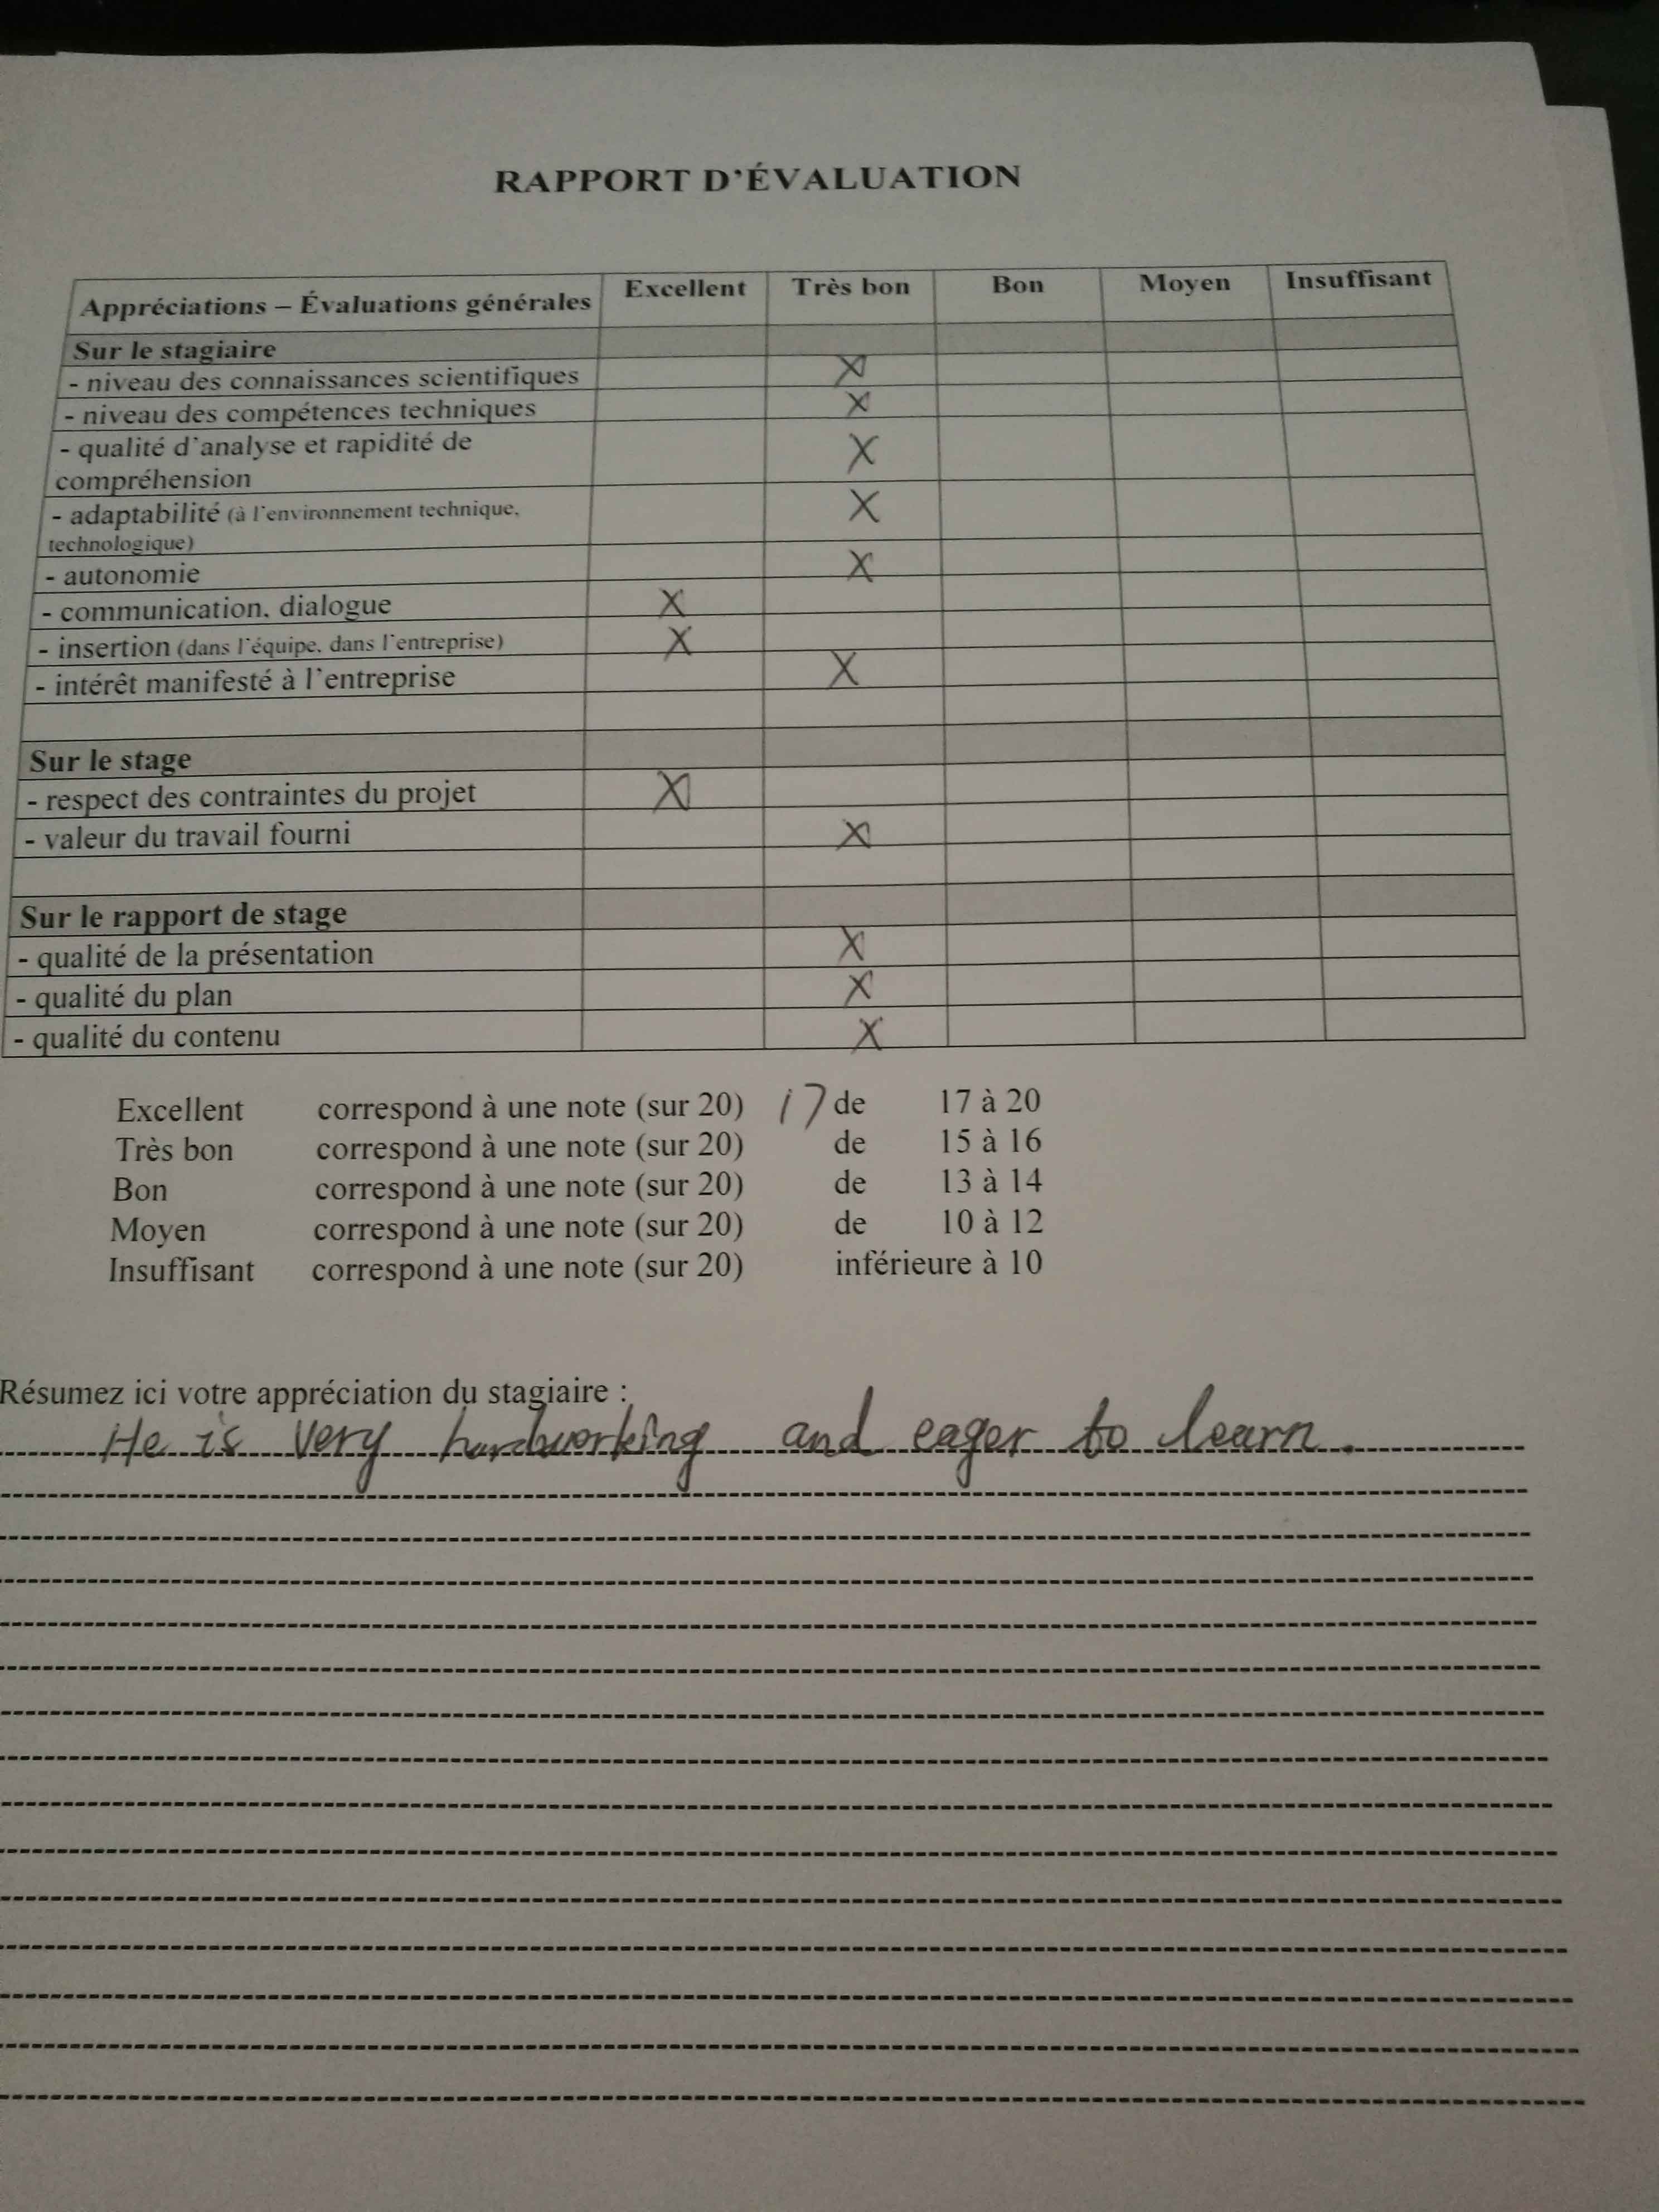 RAPPORT D'ÉVALUATION
Appréciations – Évaluations générales Excellent Très bon Bon Moyen Insuffisant
Sur le stagiaire
- niveau des connaissances scientifiques X
- niveau des compétences techniques X
- qualité d'analyse et rapidité de
compréhension X
- adaptabilité (à l'environnement technique,
technologique) X
- autonomie X
- communication, dialogue X
- insertion (dans l'équipe, dans l'entreprise) X
- intérêt manifesté à l'entreprise X
Sur le stage
- respect des contraintes du projet X
- valeur du travail fourni X
Sur le rapport de stage
- qualité de la présentation X
- qualité du plan X
- qualité du contenu X
Excellent correspond à une note (sur 20) 17 de 17 à 20
Très bon correspond à une note (sur 20) de 15 à 16
Bon correspond à une note (sur 20) de 13 à 14
Moyen correspond à une note (sur 20) de 10 à 12
Insuffisant correspond à une note (sur 20) inférieure à 10
Résumez ici votre appréciation du stagiaire :
He is very hardworking and eager to learn.